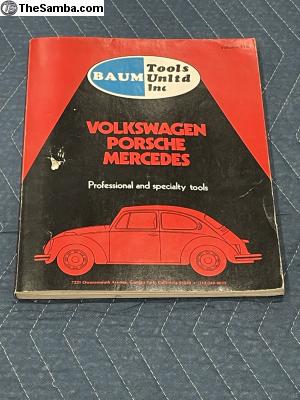 TheSamba.com
BAUM
Tools
Unltd
Inc
VOLKSWAGEN
PORSCHE
MERCEDES
Professional and specialty tools